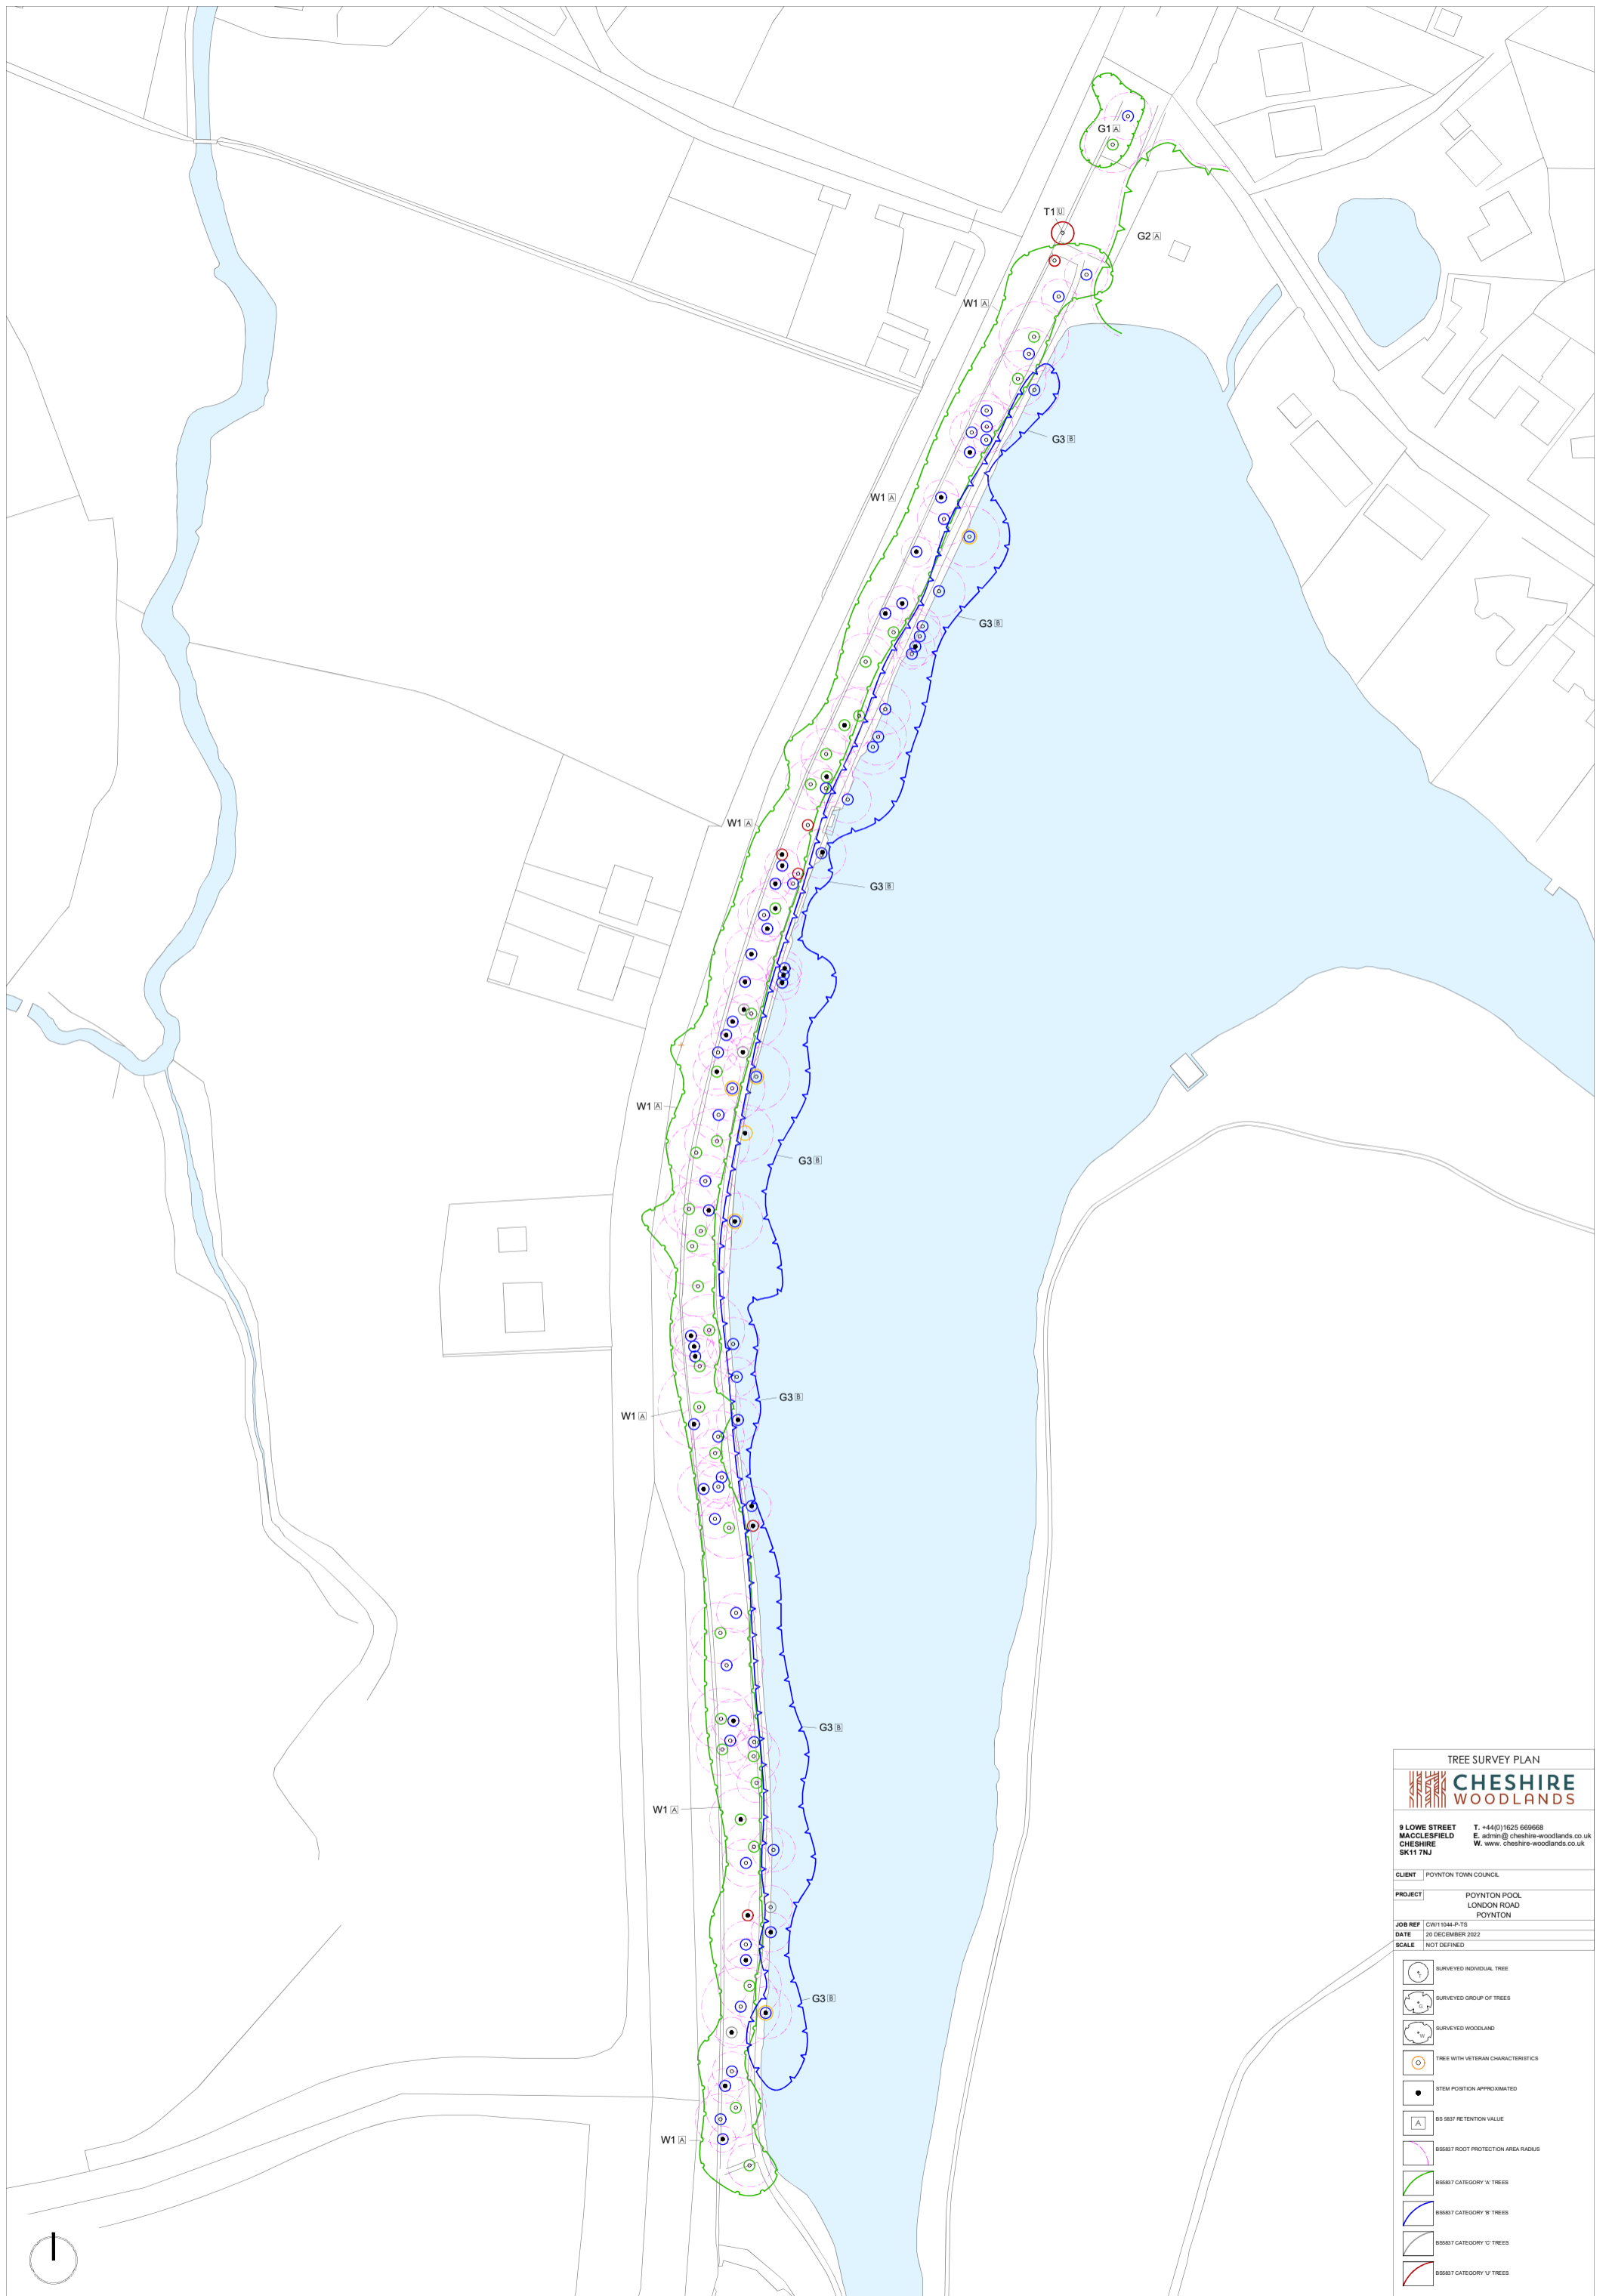 G1 A
T1 U
G2 A
W1 A
G3 B
W1 A
G3 B
W1 A
G3 B
W1 A
G3 B
G3 B
W1 A
G3 B
W1 A
G3 B
W1 A
TREE SURVEY PLAN
CHESHIRE
WOODLANDS
9 LOWE STREET T. +44(0)1625 669668
MACCLESFIELD E. admin@ cheshire-woodlands.co.uk
CHESHIRE W. www. cheshire-woodlands.co.uk
SK11 7NJ
CLIENT POYNTON TOWN COUNCIL
PROJECT POYNTON POOL
LONDON ROAD
POYNTON
JOB REF CW/11044-P-TS
DATE 20 DECEMBER 2022
SCALE NOT DEFINED
T SURVEYED INDIVIDUAL TREE
G SURVEYED GROUP OF TREES
W SURVEYED WOODLAND
TREE WITH VETERAN CHARACTERISTICS
STEM POSITION APPROXIMATED
A BS 5837 RETENTION VALUE
BS5837 ROOT PROTECTION AREA RADIUS
BS5837 CATEGORY 'A' TREES
BS5837 CATEGORY 'B' TREES
BS5837 CATEGORY 'C' TREES
BS5837 CATEGORY 'U' TREES